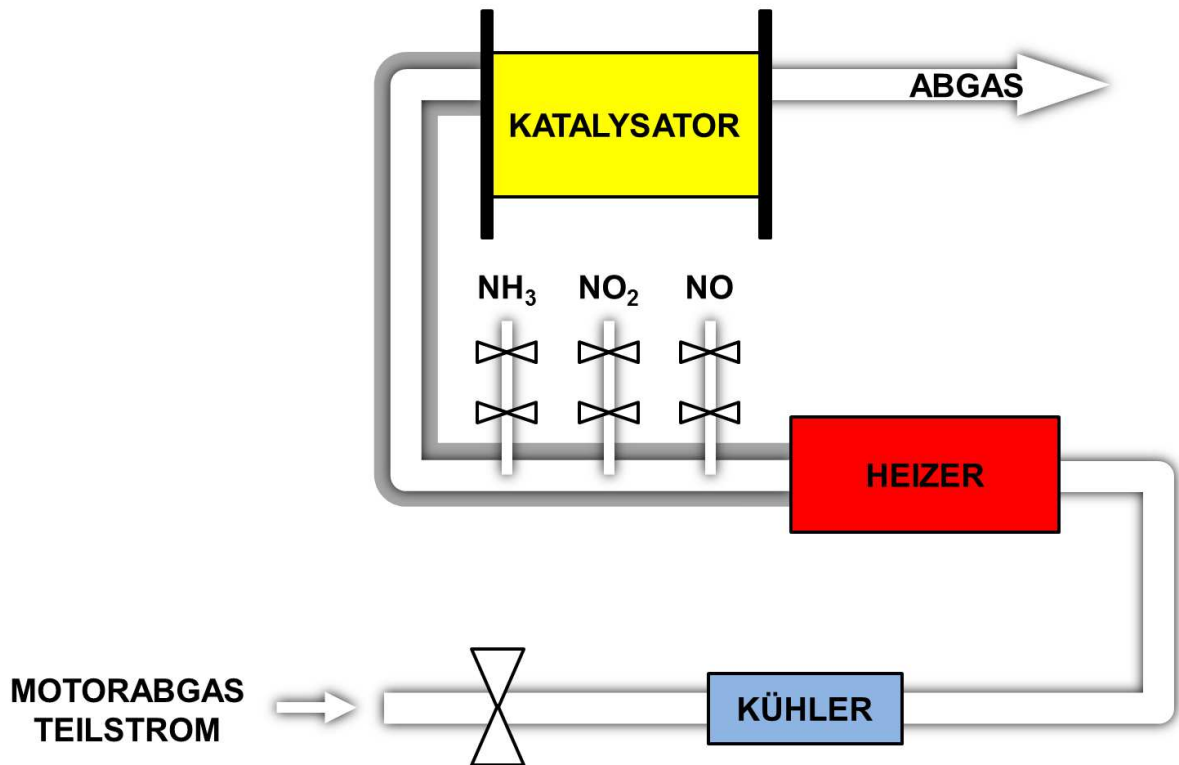 ABGAS
KATALYSATOR
NH₃ NO₂ NO
HEIZER
MOTORABGAS
TEILSTROM
KÜHLER